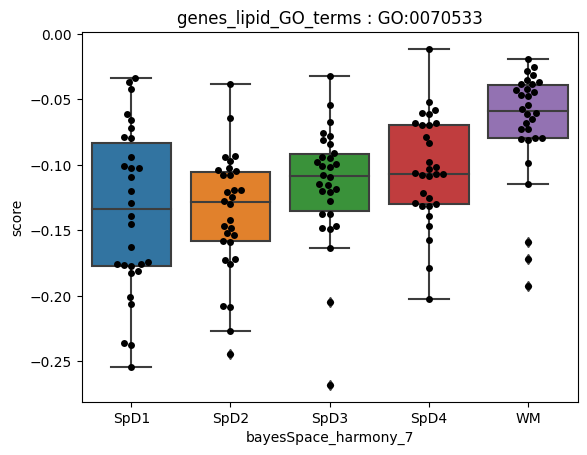 genes_lipid_GO_terms : GO:0070533
0.00
−0.05
−0.10
−0.15
−0.20
−0.25
score
SpD1 SpD2 SpD3 SpD4 WM
bayesSpace_harmony_7